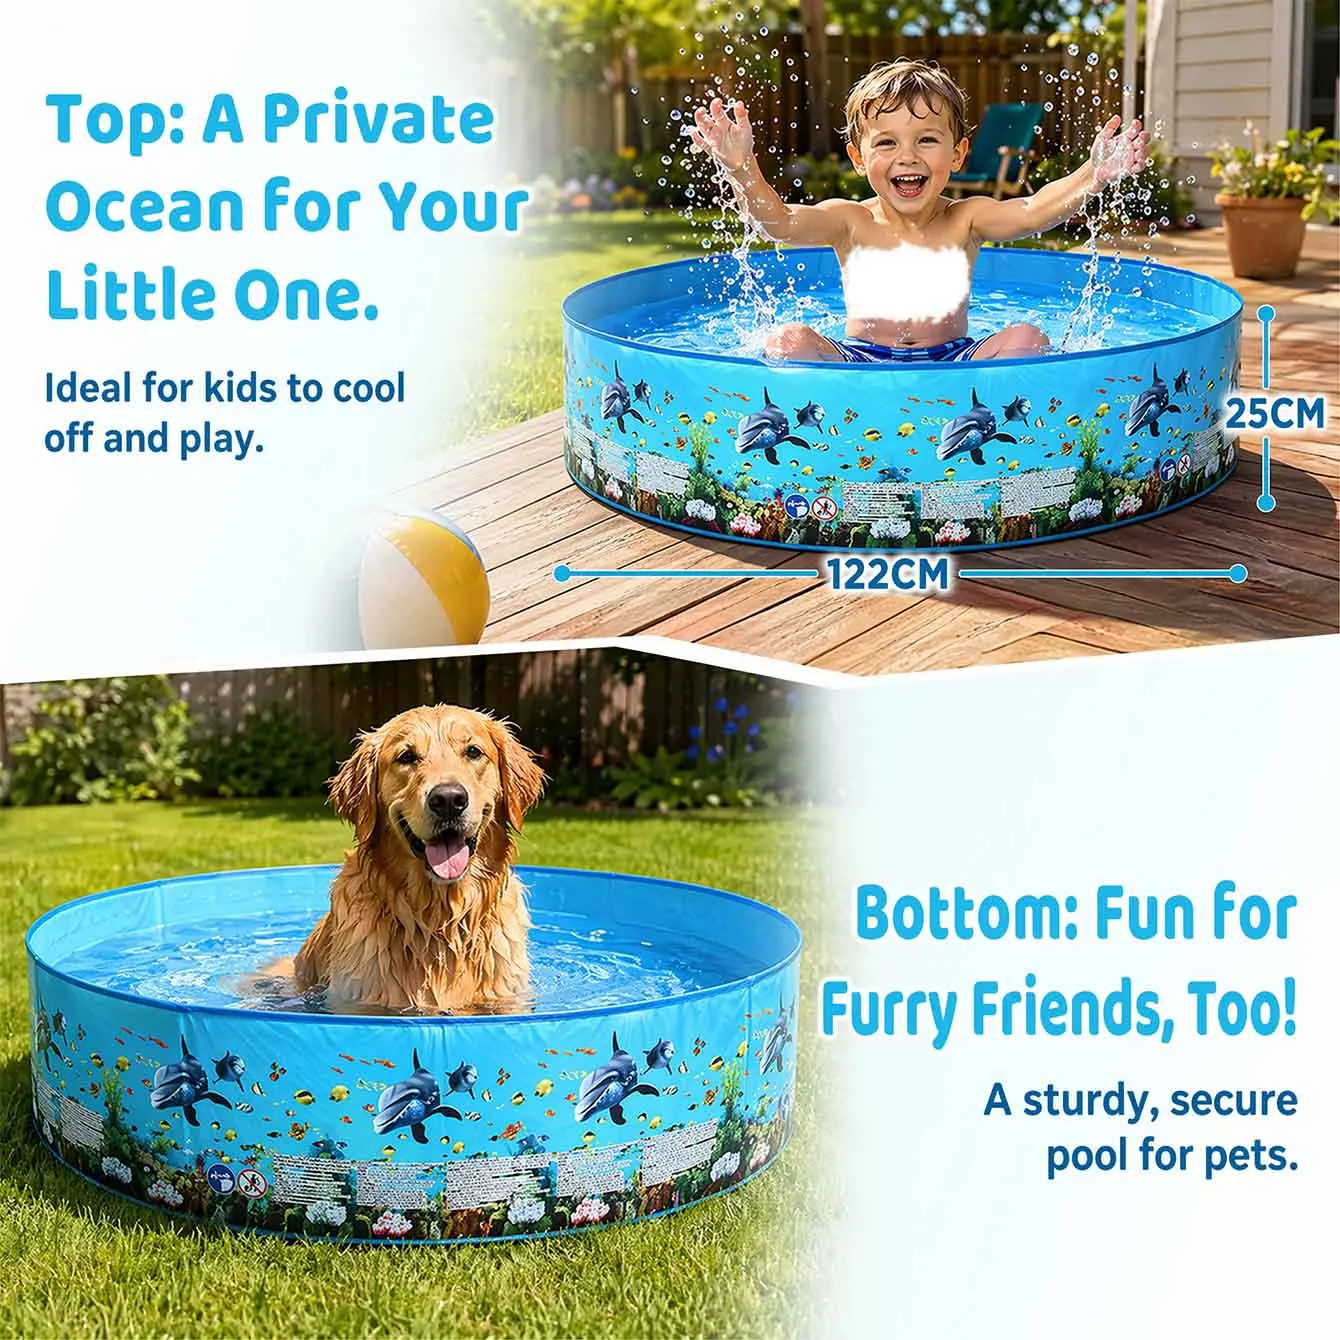 Top: A Private
Ocean for Your
Little One.
Ideal for kids to cool
off and play.
25CM
122CM
Bottom: Fun for
Furry Friends, Too!
A sturdy, secure
pool for pets.